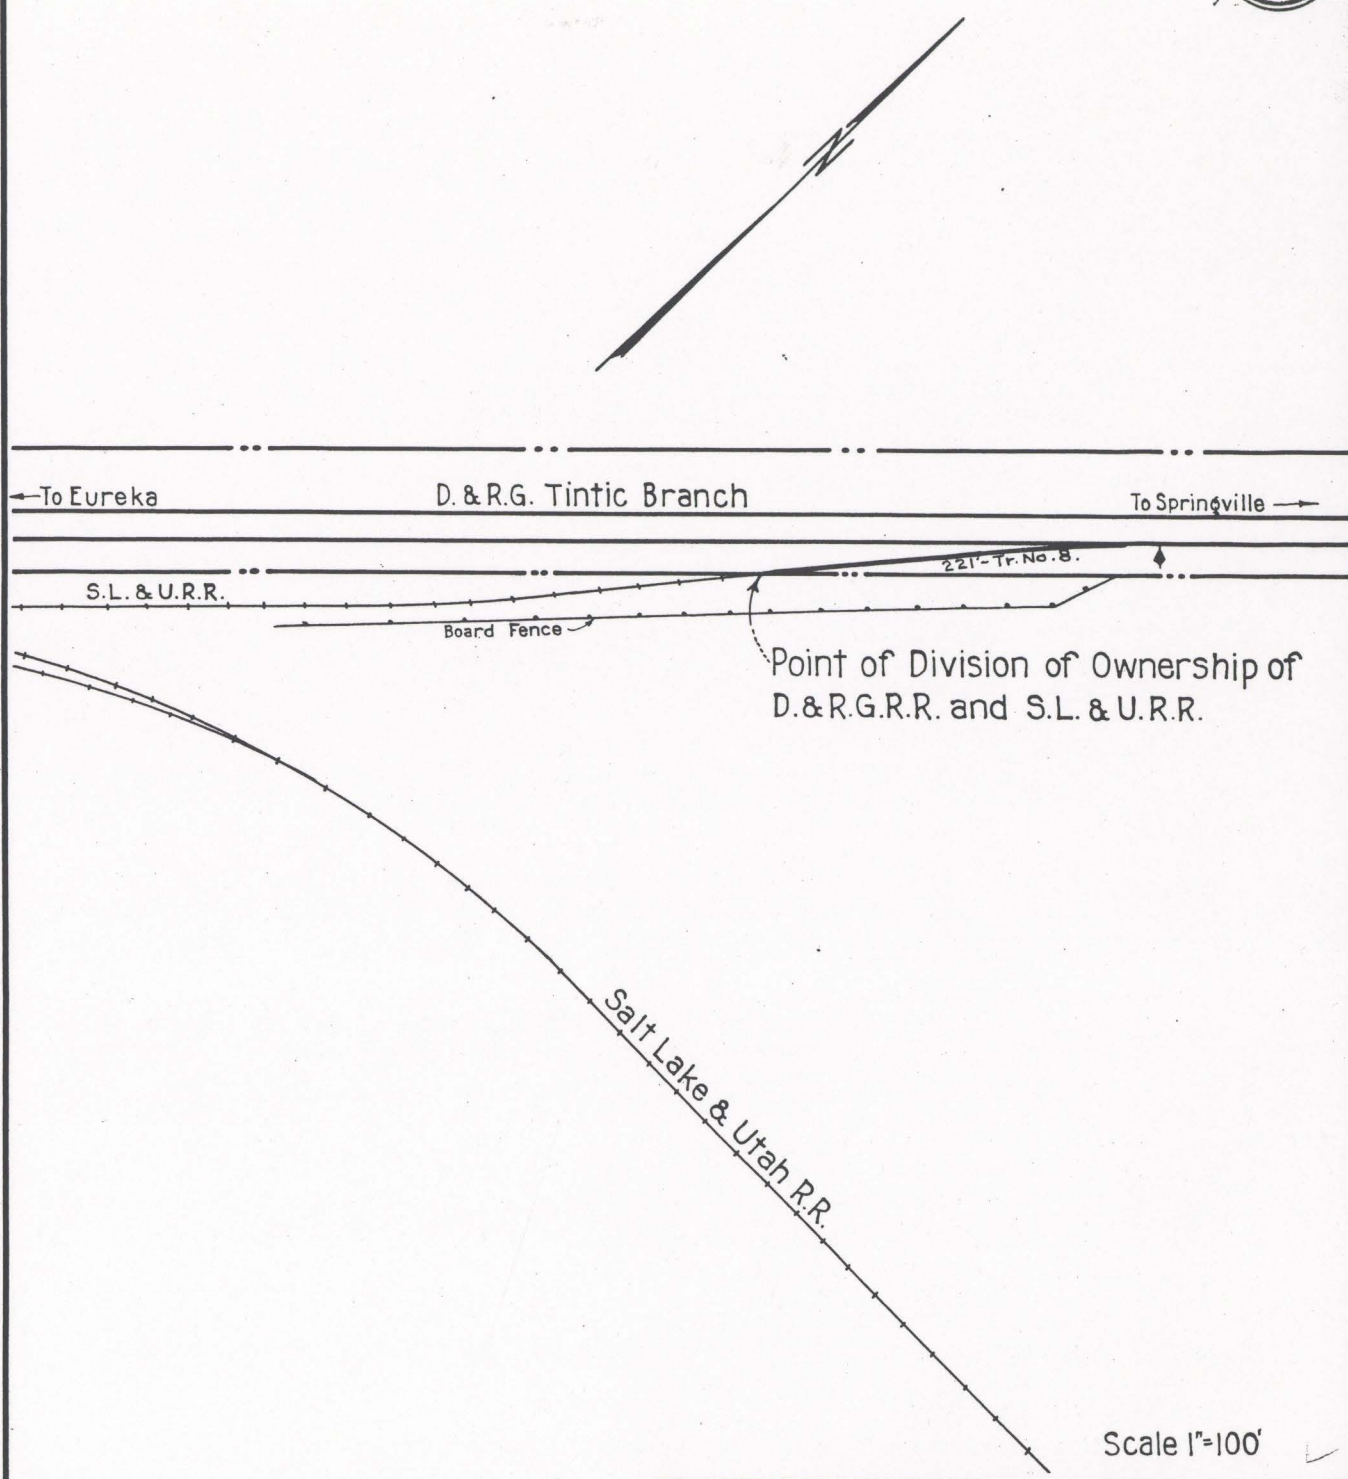 N
To Eureka
D. & R.G. Tintic Branch
To Springville
221'-Tr. No. 8.
S.L. & U.R.R.
Board Fence
Point of Division of Ownership of
D. & R.G.R.R. and S.L. & U.R.R.
Salt Lake & Utah R.R.
Scale 1"=100'